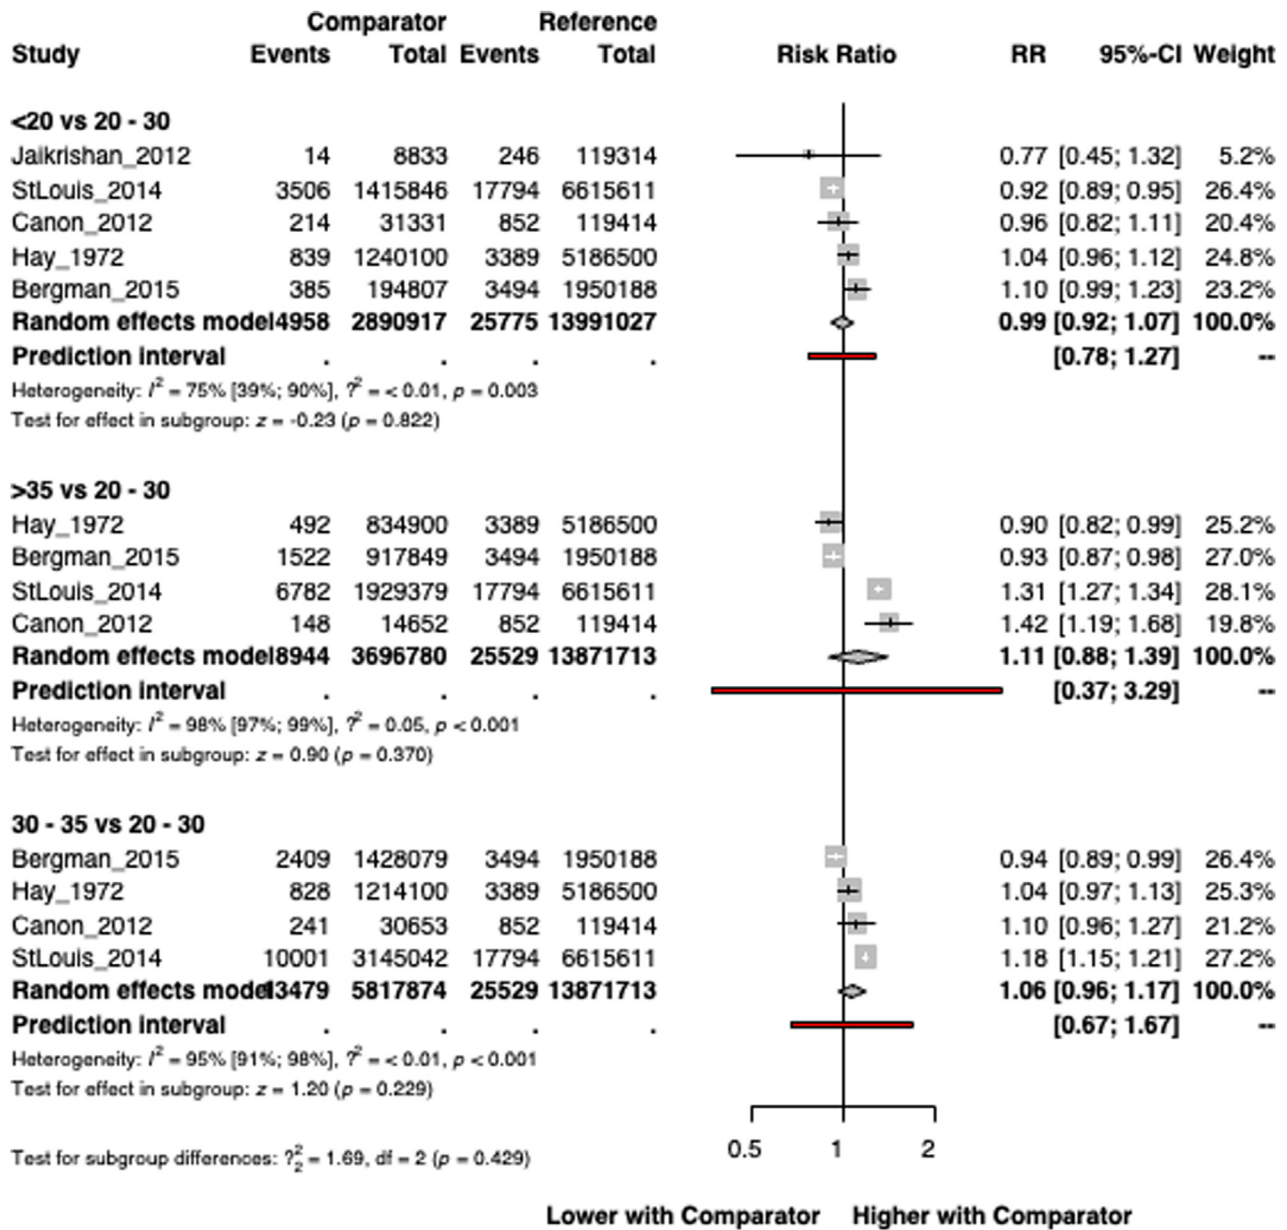 Comparator Reference
Study Events Total Events Total Risk Ratio RR 95%-CI Weight
<20 vs 20 - 30
Jaikrishan_2012 14 8833 246 119314 0.77 [0.45; 1.32] 5.2%
StLouis_2014 3506 1415846 17794 6615611 0.92 [0.89; 0.95] 26.4%
Canon_2012 214 31331 852 119414 0.96 [0.82; 1.11] 20.4%
Hay_1972 839 1240100 3389 5186500 1.04 [0.96; 1.12] 24.8%
Bergman_2015 385 194807 3494 1950188 1.10 [0.99; 1.23] 23.2%
Random effects model 4958 2890917 25775 13991027 0.99 [0.92; 1.07] 100.0%
Prediction interval . . . . [0.78; 1.27] --
Heterogeneity: I² = 75% [39%; 90%], ?² = < 0.01, p = 0.003
Test for effect in subgroup: z = -0.23 (p = 0.822)
>35 vs 20 - 30
Hay_1972 492 834900 3389 5186500 0.90 [0.82; 0.99] 25.2%
Bergman_2015 1522 917849 3494 1950188 0.93 [0.87; 0.98] 27.0%
StLouis_2014 6782 1929379 17794 6615611 1.31 [1.27; 1.34] 28.1%
Canon_2012 148 14652 852 119414 1.42 [1.19; 1.68] 19.8%
Random effects model 8944 3696780 25529 13871713 1.11 [0.88; 1.39] 100.0%
Prediction interval . . . . [0.37; 3.29] --
Heterogeneity: I² = 98% [97%; 99%], ?² = 0.05, p < 0.001
Test for effect in subgroup: z = 0.90 (p = 0.370)
30 - 35 vs 20 - 30
Bergman_2015 2409 1428079 3494 1950188 0.94 [0.89; 0.99] 26.4%
Hay_1972 828 1214100 3389 5186500 1.04 [0.97; 1.13] 25.3%
Canon_2012 241 30653 852 119414 1.10 [0.96; 1.27] 21.2%
StLouis_2014 10001 3145042 17794 6615611 1.18 [1.15; 1.21] 27.2%
Random effects model 13479 5817874 25529 13871713 1.06 [0.96; 1.17] 100.0%
Prediction interval . . . . [0.67; 1.67] --
Heterogeneity: I² = 95% [91%; 98%], ?² = < 0.01, p < 0.001
Test for effect in subgroup: z = 1.20 (p = 0.229)
0.5 1 2
Test for subgroup differences: ?²₂ = 1.69, df = 2 (p = 0.429)
Lower with Comparator Higher with Comparator